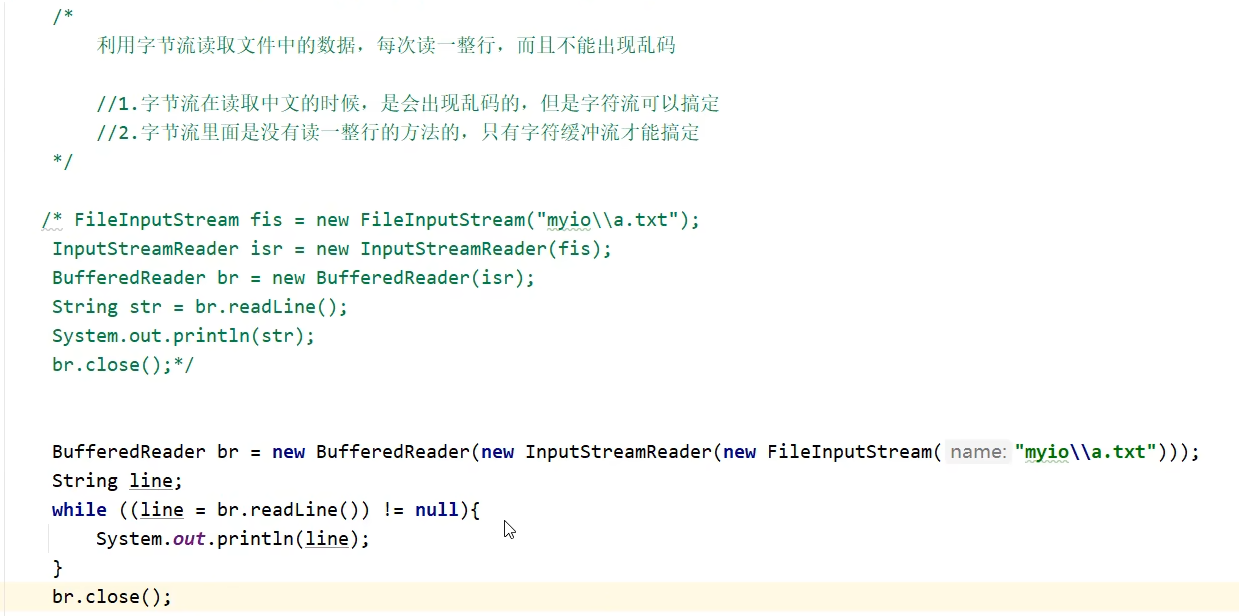 /*
利用字节流读取文件中的数据，每次读一整行，而且不能出现乱码
//1.字节流在读取中文的时候，是会出现乱码的，但是字符流可以搞定
//2.字节流里面是没有读一整行的方法的，只有字符缓冲流才能搞定
*/
/* FileInputStream fis = new FileInputStream("myio\\a.txt");
InputStreamReader isr = new InputStreamReader(fis);
BufferedReader br = new BufferedReader(isr);
String str = br.readLine();
System.out.println(str);
br.close();*/
BufferedReader br = new BufferedReader(new InputStreamReader(new FileInputStream( name: "myio\\a.txt")));
String line;
while ((line = br.readLine()) != null){
System.out.println(line);
}
br.close();